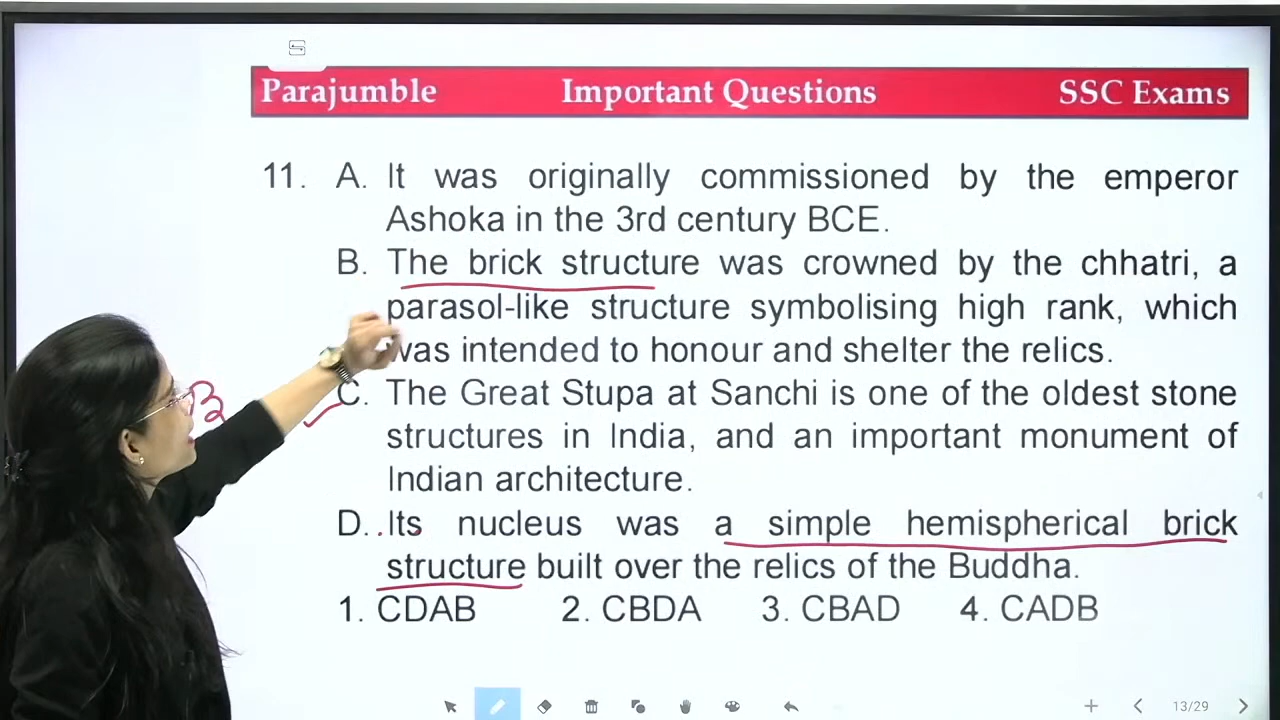 Parajumble Important Questions SSC Exams
11. A. It was originally commissioned by the emperor
Ashoka in the 3rd century BCE.
B. The brick structure was crowned by the chhatri, a
parasol-like structure symbolising high rank, which
was intended to honour and shelter the relics.
C. The Great Stupa at Sanchi is one of the oldest stone
structures in India, and an important monument of
Indian architecture.
D. Its nucleus was a simple hemispherical brick
structure built over the relics of the Buddha.
1. CDAB 2. CBDA 3. CBAD 4. CADB
13/29